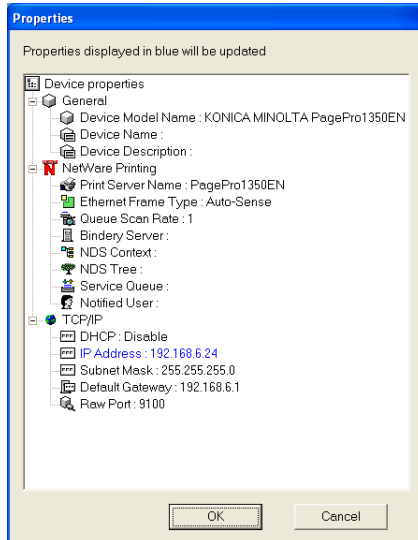 Properties
Properties displayed in blue will be updated
Device properties
General
Device Model Name : KONICA MINOLTA PagePro1350EN
Device Name :
Device Description :
NetWare Printing
Print Server Name : PagePro1350EN
Ethernet Frame Type : Auto-Sense
Queue Scan Rate : 1
Bindery Server :
NDS Context :
NDS Tree :
Service Queue :
Notified User :
TCP/IP
DHCP : Disable
IP Address : 192.168.6.24
Subnet Mask : 255.255.255.0
Default Gateway : 192.168.6.1
Raw Port : 9100
OK Cancel